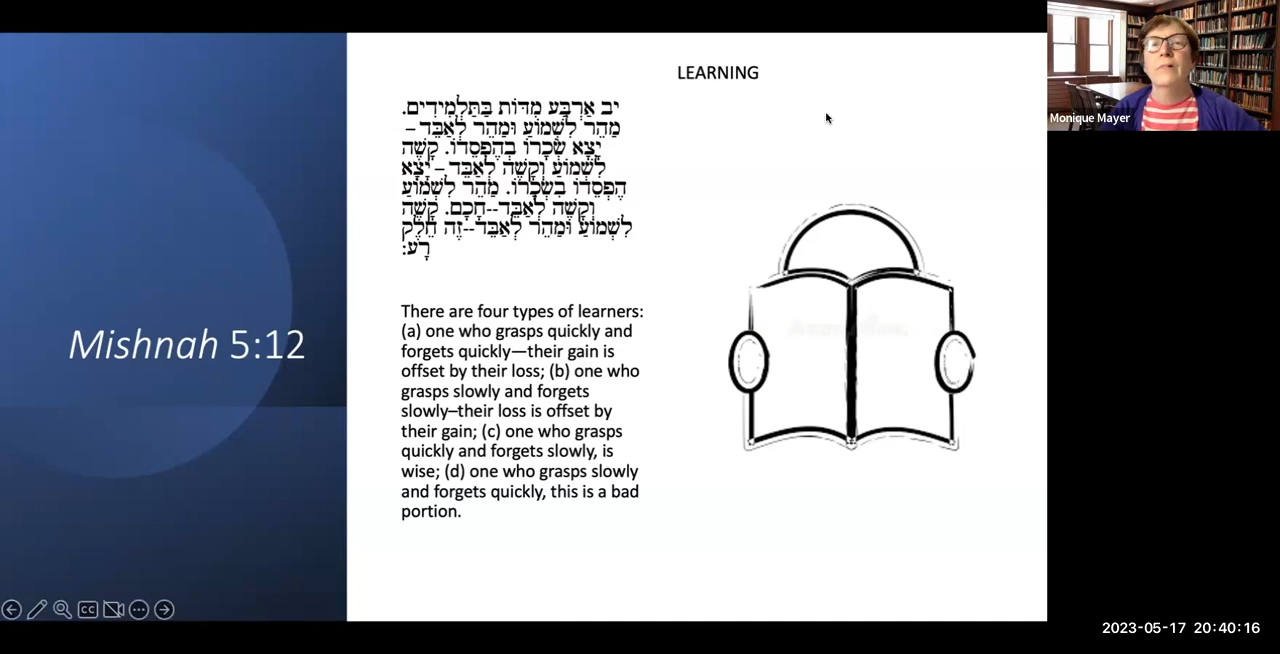 LEARNING
יב אַרְבַּע מִדּוֹת בַּתַּלְמִידִים.
מַהֵר לִשְׁמוֹעַ וּמַהֵר לְאַבֵּד –
יָצָא שְׂכָרוֹ בְהֶפְסֵדוֹ. קָשֶׁה
לִשְׁמוֹעַ וְקָשֶׁה לְאַבֵּד – יָצָא
הֶפְסֵדוֹ בִשְׂכָרוֹ. מַהֵר לִשְׁמוֹעַ
וְקָשֶׁה לְאַבֵּד--חָכָם. קָשֶׁה
לִשְׁמוֹעַ וּמַהֵר לְאַבֵּד--זֶה חֵלֶק
רָע:
Mishnah 5:12
There are four types of learners:
(a) one who grasps quickly and
forgets quickly—their gain is
offset by their loss; (b) one who
grasps slowly and forgets
slowly–their loss is offset by
their gain; (c) one who grasps
quickly and forgets slowly, is
wise; (d) one who grasps slowly
and forgets quickly, this is a bad
portion.
Monique Mayer
CC
2023-05-17 20:40:16